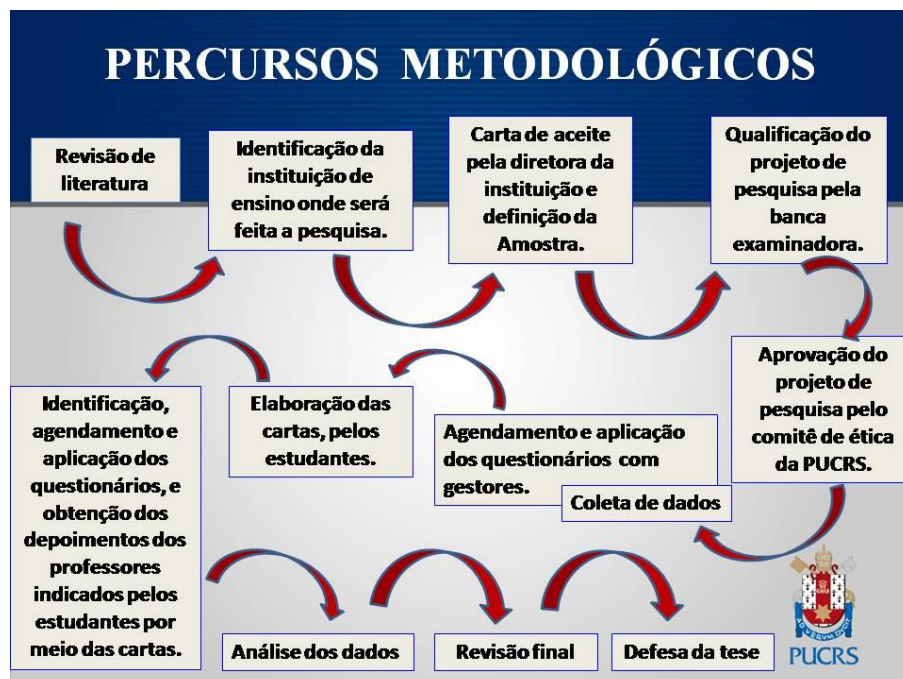 PERCURSOS METODOLÓGICOS
Revisão de
literatura
Identificação da
instituição de
ensino onde será
feita a pesquisa.
Carta de aceite
pela diretora da
instituição e
definição da
Amostra.
Qualificação do
projeto de
pesquisa pela
banca
examinadora.
Aprovação do
projeto de
pesquisa pelo
comitê de ética
da PUCRS.
Coleta de dados
Agendamento e aplicação
dos questionários com
gestores.
Elaboração das
cartas, pelos
estudantes.
Identificação,
agendamento e
aplicação dos
questionários, e
obtenção dos
depoimentos dos
professores
indicados pelos
estudantes por
meio das cartas.
Análise dos dados
Revisão final
Defesa da tese
AD VERVM DVCIT
PUCRS